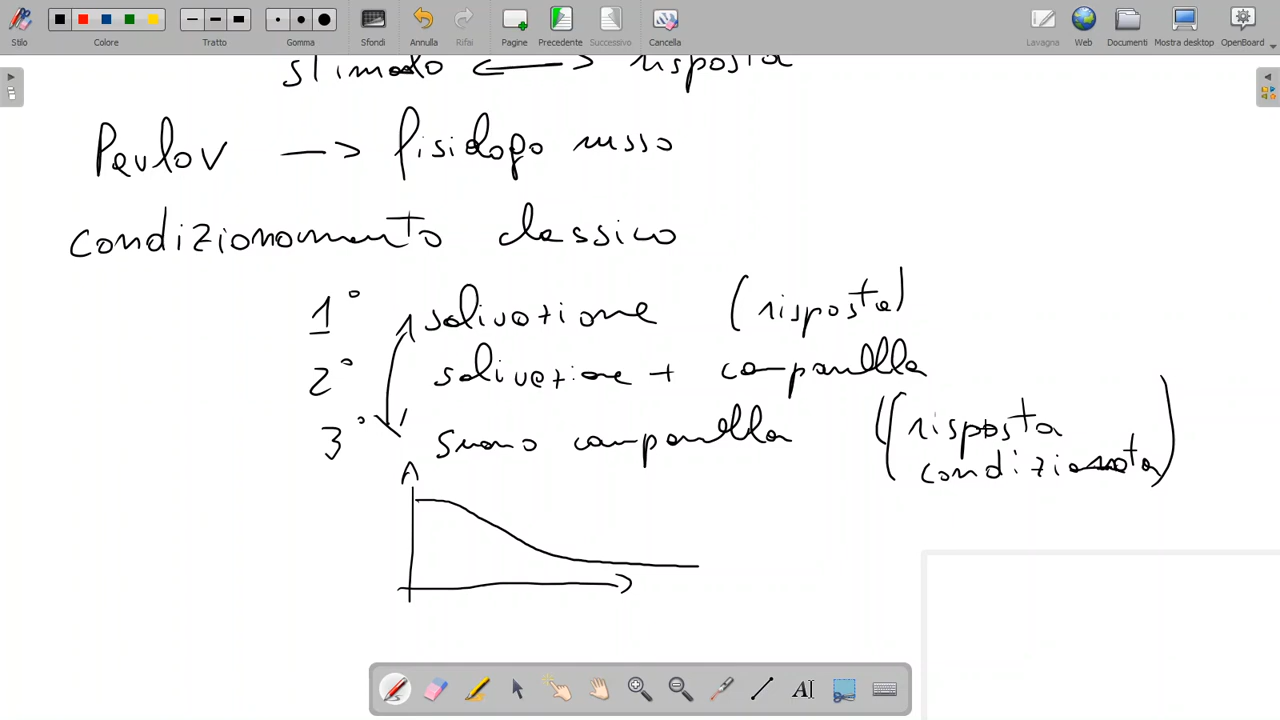 Stilo Colore Tratto Gomma Sfondi Annulla Rifai Pagine Precedente Successivo Cancella Lavagna Web Documenti Mostra desktop OpenBoard
stimolo <-> risposta
Pavlov -> fisiologo russo
condizionamento classico
1° salivazione (risposta)
2° salivazione + campanella
3° suono campanella (risposta
condizionata)